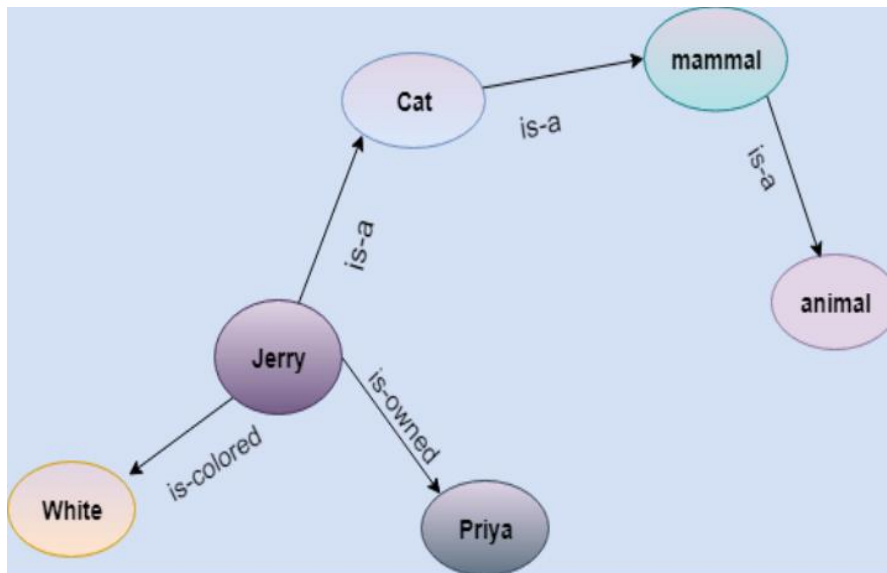 mammal
Cat
is-a
is-a
is-a
animal
Jerry
is-owned
is-colored
White
Priya